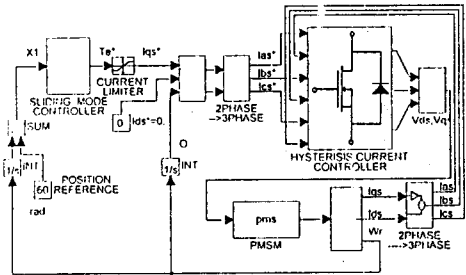 X1
Te*
Iqs*
CURRENT
LIMITER
SLIDING MODE
CONTROLLER
SUM
0
Ids*=0.
Ias*
Ibs*
Ics*
2PHASE
->3PHASE
HYSTERISIS CURRENT
CONTROLLER
Vds,Vq
O
1/s
INT
1/s
INT
60
POSITION
REFERENCE
rad
pms
PMSM
Iqs
Ids
Wr
Ias
Ibs
Ics
2PHASE
---->3PHASE